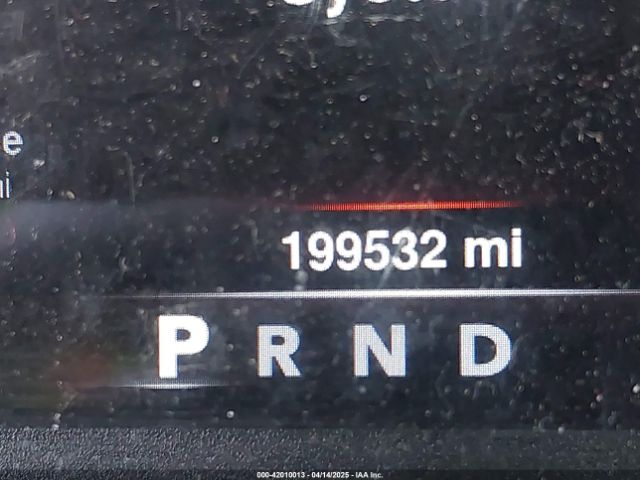 e
199532 mi
P R N D
000-42010013 - 04/14/2025 - IAA Inc.